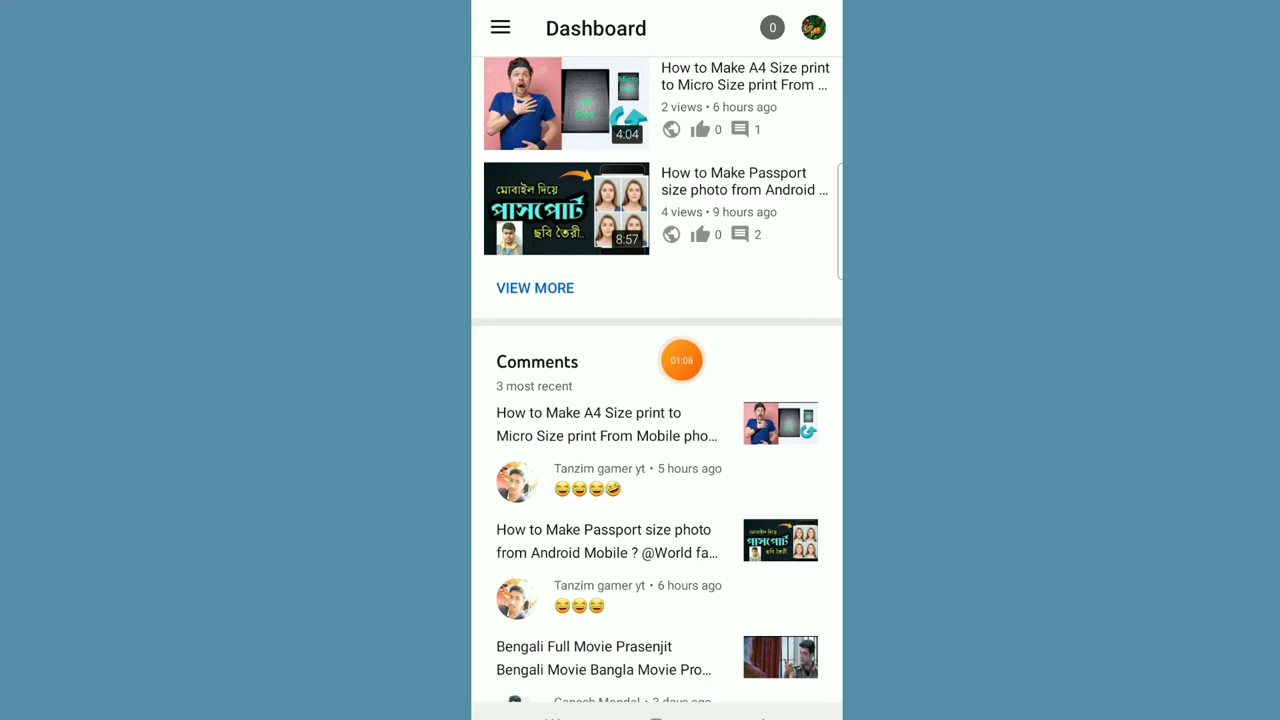 Dashboard
0
How to Make A4 Size print
to Micro Size print From ...
2 views • 6 hours ago
0
1
4:04
How to Make Passport
size photo from Android ...
4 views • 9 hours ago
0
2
মোবাইল দিয়ে
পাসপোর্ট
ছবি তৈরী..
8:57
VIEW MORE
Comments
01:06
3 most recent
How to Make A4 Size print to
Micro Size print From Mobile pho...
Tanzim gamer yt • 5 hours ago
😂😂😂🤣
How to Make Passport size photo
from Android Mobile ? @World fa...
মোবাইল দিয়ে
পাসপোর্ট
ছবি তৈরী..
Tanzim gamer yt • 6 hours ago
😂😂😂
Bengali Full Movie Prasenjit
Bengali Movie Bangla Movie Pro...